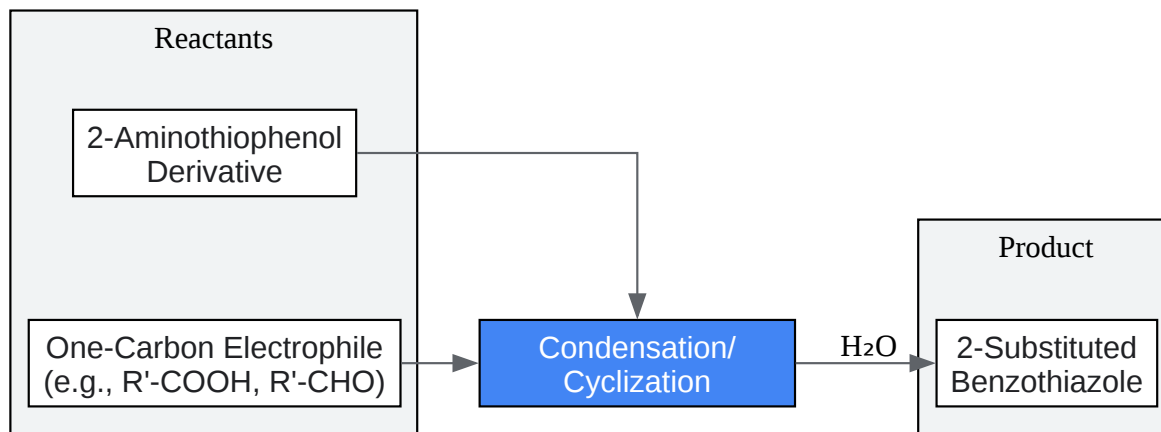 Reactants
2-Aminothiophenol
Derivative
One-Carbon Electrophile
(e.g., R'-COOH, R'-CHO)
Condensation/
Cyclization
H₂O
Product
2-Substituted
Benzothiazole